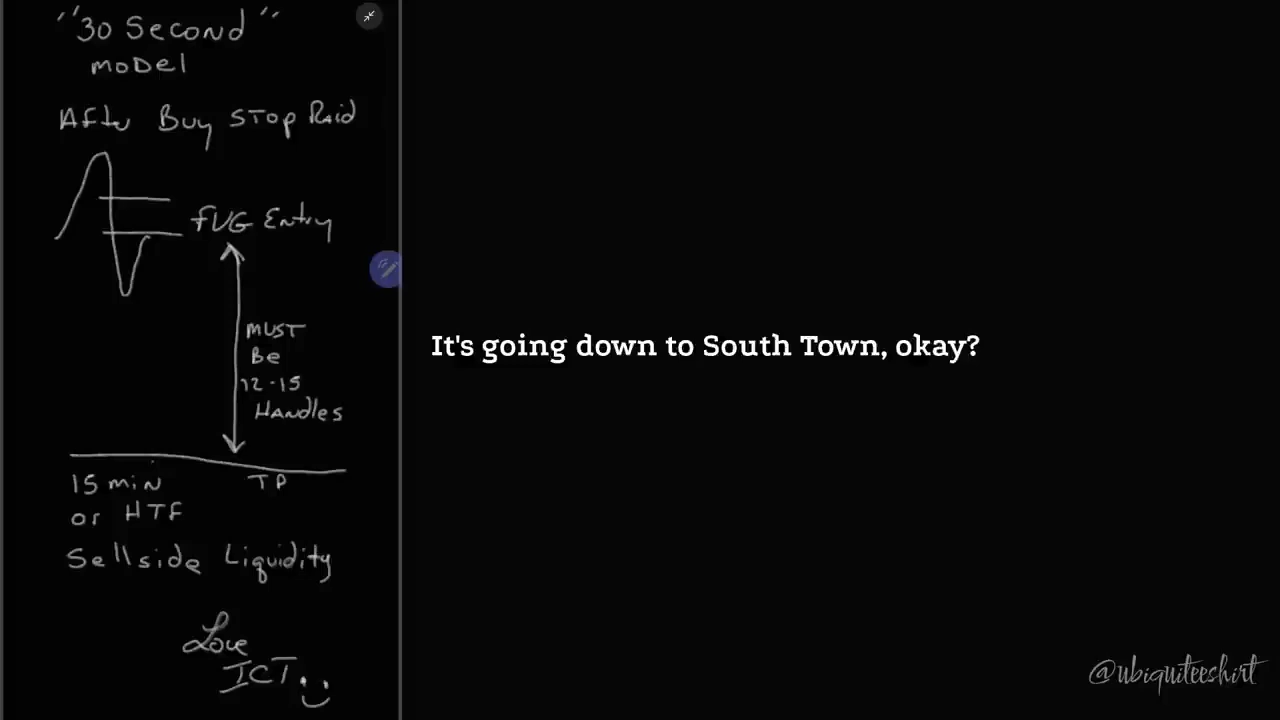 "30 Second"
moDel
After Buy STop Raid
FVG Entry
MUST
Be
12-15
HANdles
15 min
TP
or HTF
Sellside Liquidity
Love
ICT
It's going down to South Town, okay?
@ubiquiteeshirt